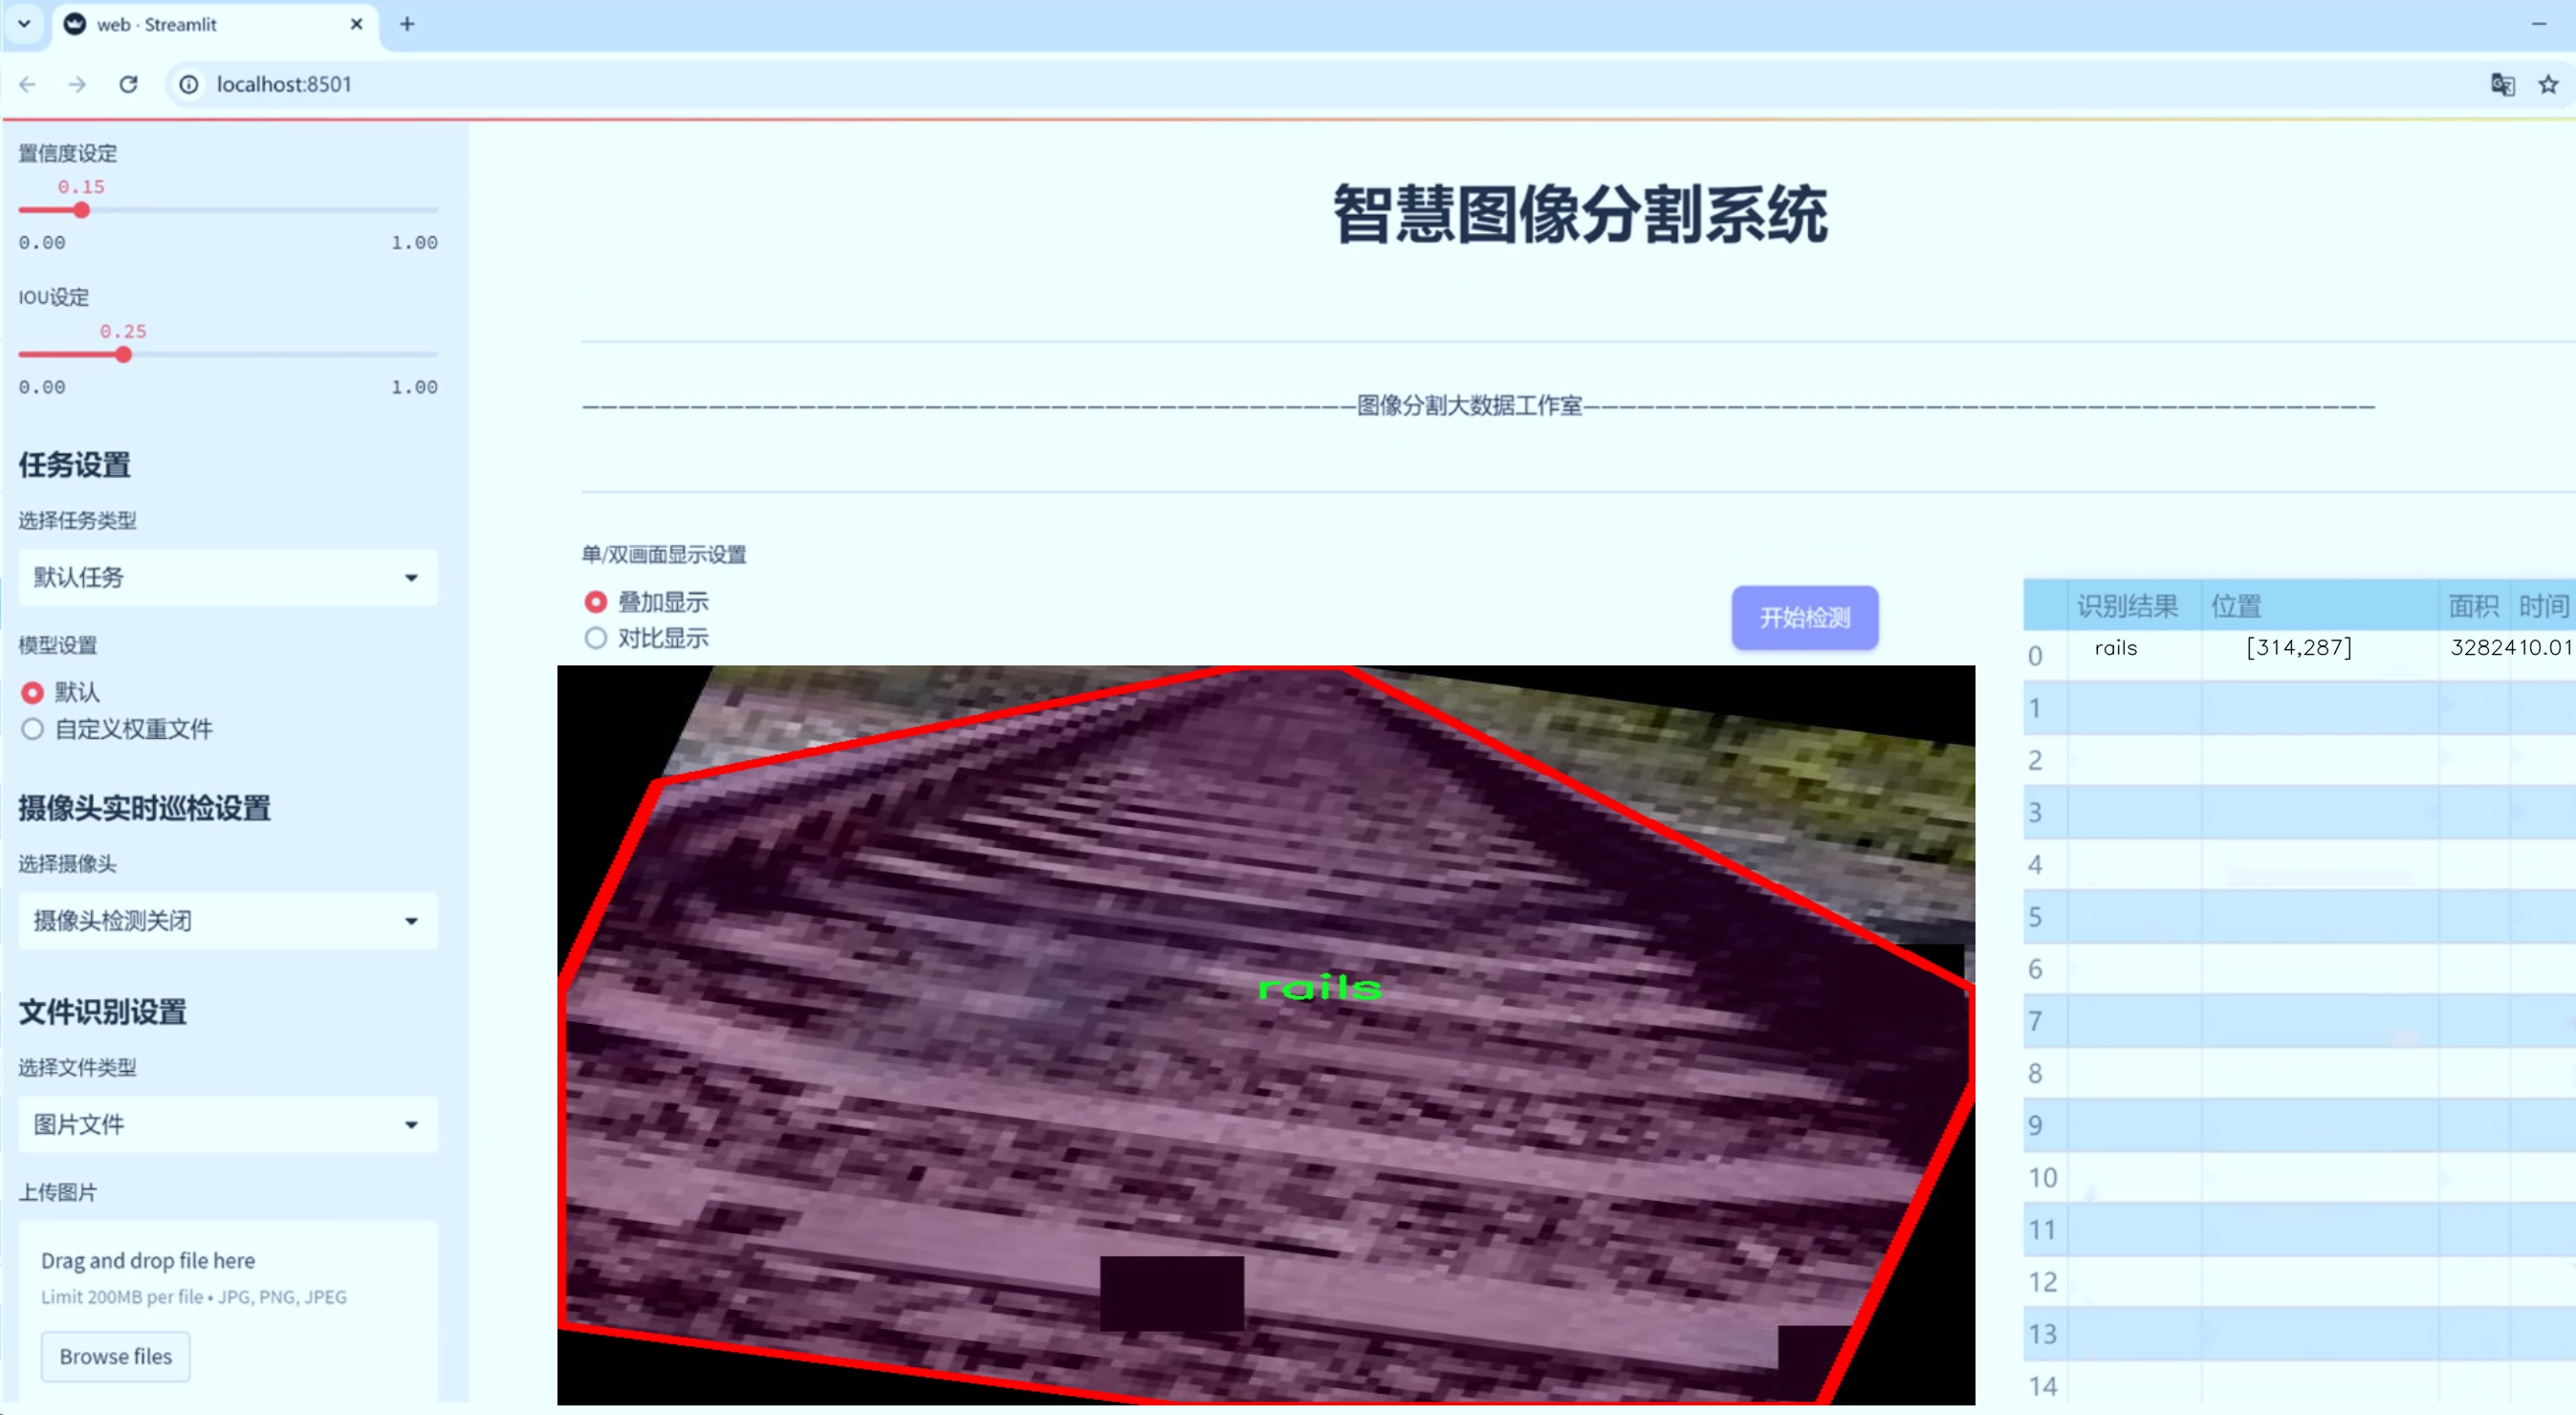 web · Streamlit
localhost:8501
置信度设定
0.15
0.00 1.00
IOU设定
0.25
0.00 1.00
任务设置
选择任务类型
默认任务
模型设置
默认
自定义权重文件
摄像头实时巡检设置
选择摄像头
摄像头检测关闭
文件识别设置
选择文件类型
图片文件
上传图片
Drag and drop file here
Limit 200MB per file • JPG, PNG, JPEG
Browse files
智慧图像分割系统
———————————————————————————————————————————图像分割大数据工作室————————————————————————————————————————————
单/双画面显示设置
叠加显示
对比显示
开始检测
rails
识别结果 位置 面积 时间
0 rails [314,287] 3282410.01
1
2
3
4
5
6
7
8
9
10
11
12
13
14